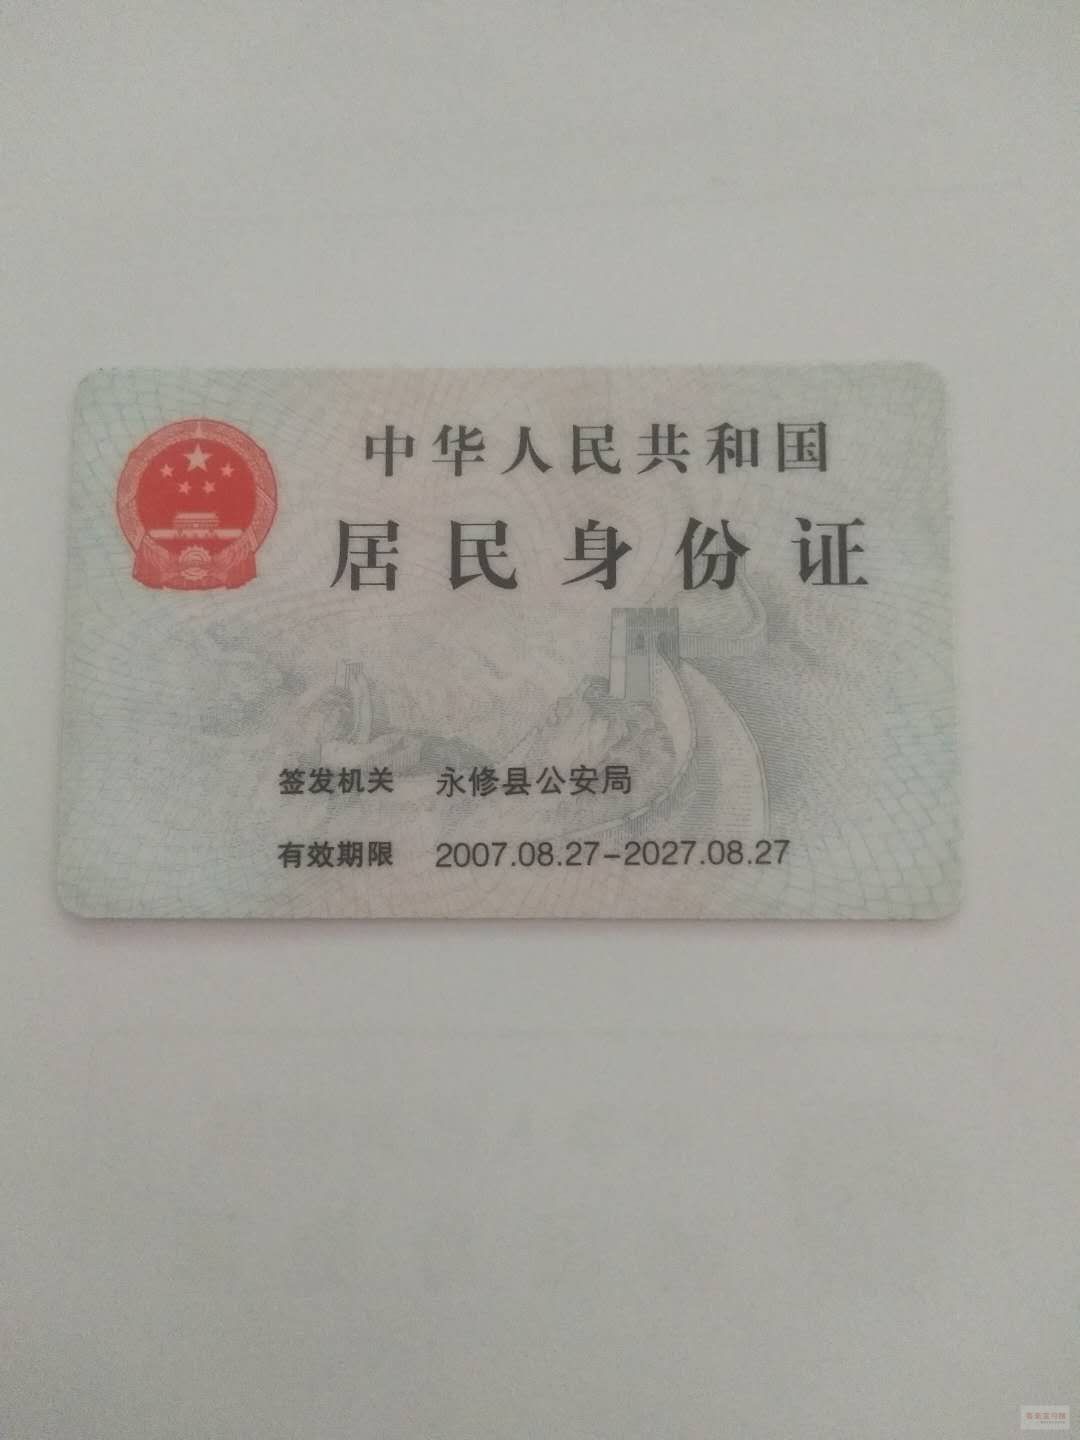 中华人民共和国
居民身份证
签发机关 永修县公安局
有效期限 2007.08.27-2027.08.27